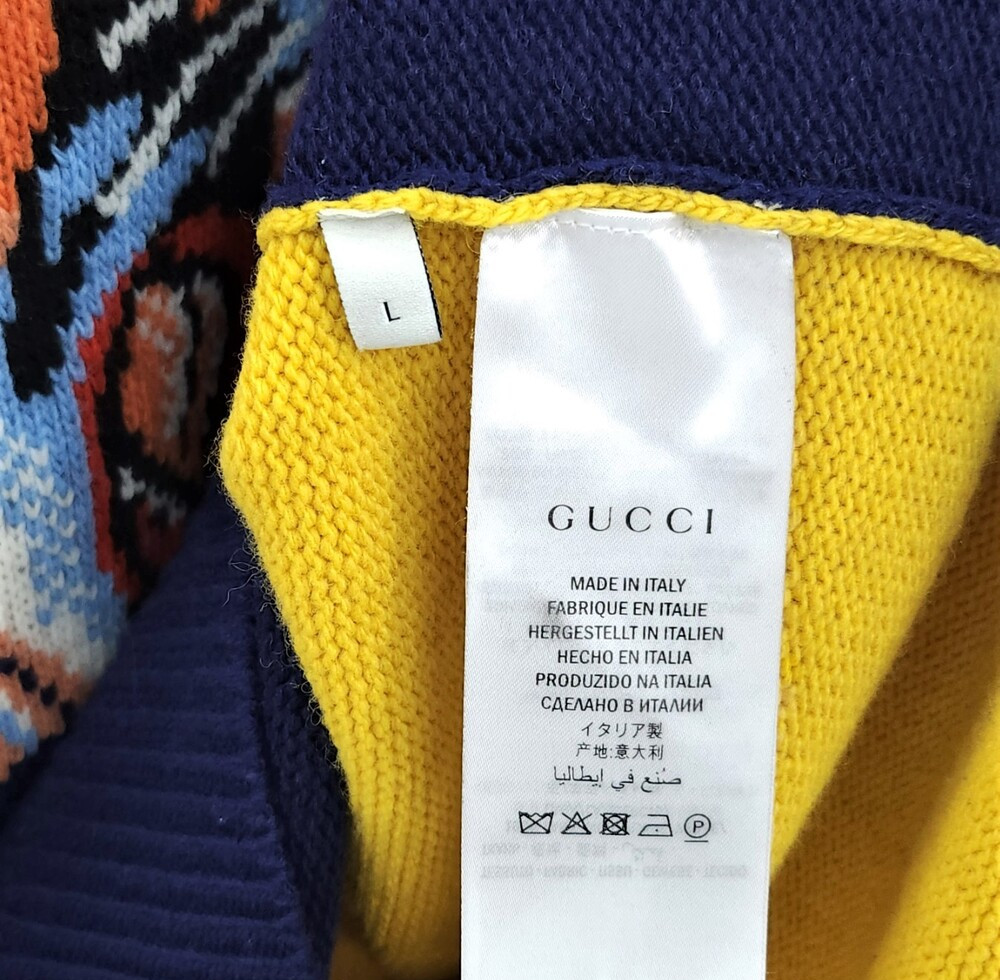 L
GUCCI
MADE IN ITALY
FABRIQUE EN ITALIE
HERGESTELLT IN ITALIEN
HECHO EN ITALIA
PRODUZIDO NA ITALIA
СДЕЛАНО В ИТАЛИИ
イタリア製
产地:意大利
صُنع في إيطاليا
P